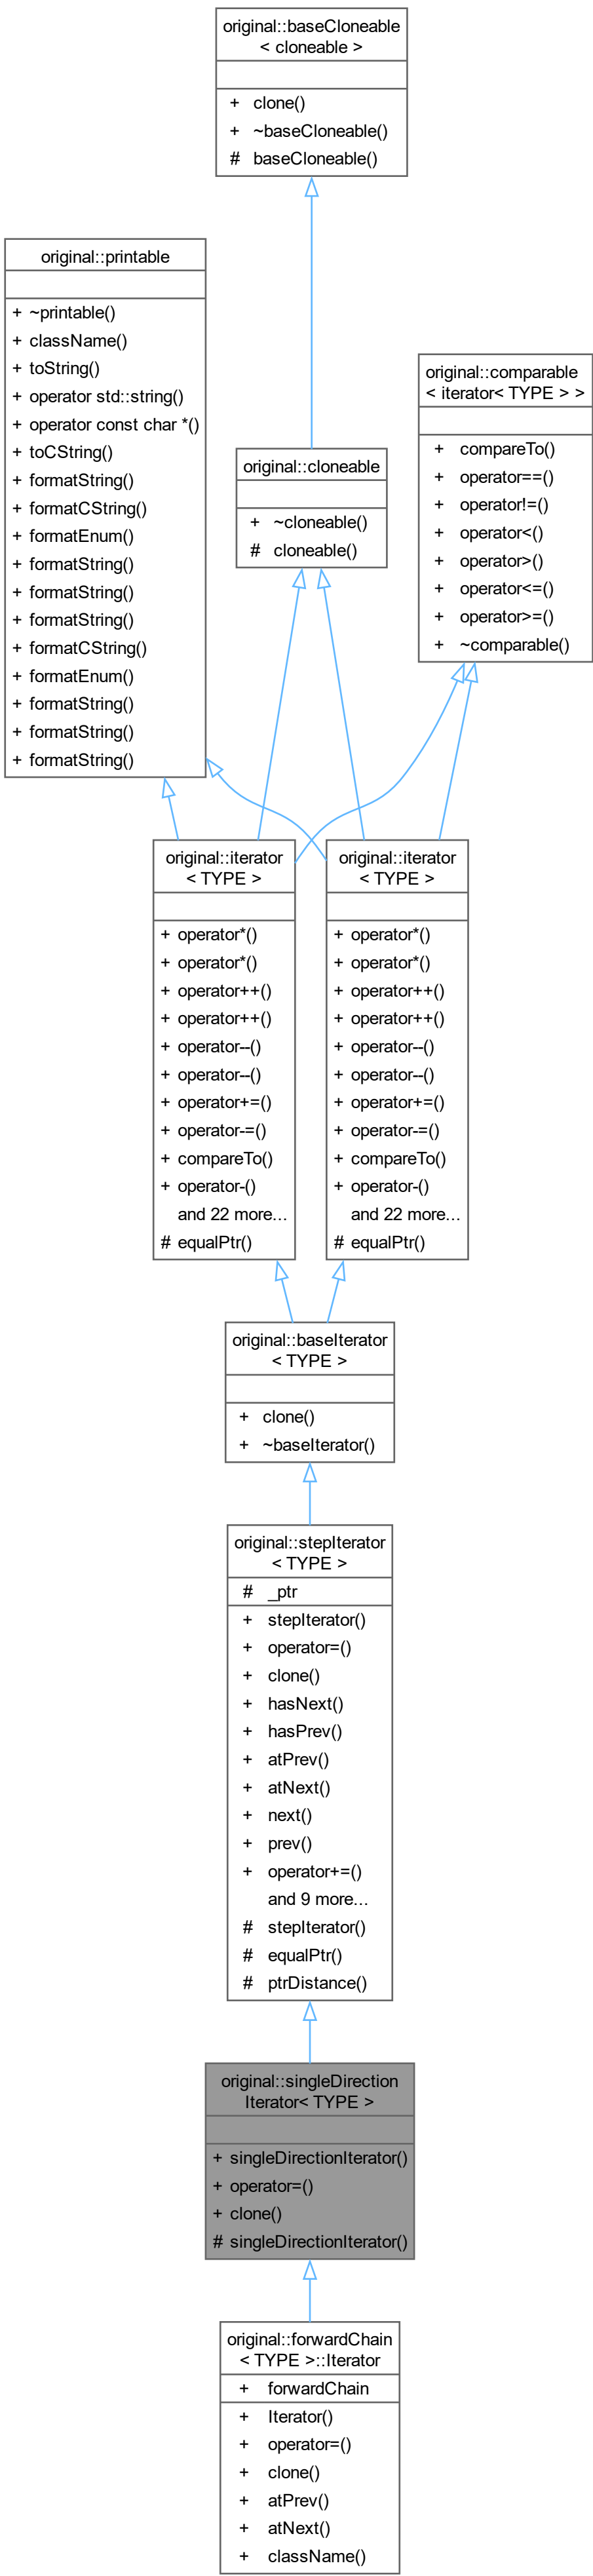 original::baseCloneable
< cloneable >
+ clone()
+ ~baseCloneable()
# baseCloneable()
original::printable
+ ~printable()
+ className()
+ toString()
+ operator std::string()
+ operator const char *()
+ toCString()
+ formatString()
+ formatCString()
+ formatEnum()
+ formatString()
+ formatString()
+ formatString()
+ formatCString()
+ formatEnum()
+ formatString()
+ formatString()
+ formatString()
original::comparable
< iterator< TYPE > >
+ compareTo()
+ operator==()
+ operator!=()
+ operator<()
+ operator>()
+ operator<=()
+ operator>=()
+ ~comparable()
original::cloneable
+ ~cloneable()
# cloneable()
original::iterator
< TYPE >
+ operator*()
+ operator*()
+ operator++()
+ operator++()
+ operator--()
+ operator--()
+ operator+=()
+ operator-=()
+ compareTo()
+ operator-()
and 22 more...
# equalPtr()
original::iterator
< TYPE >
+ operator*()
+ operator*()
+ operator++()
+ operator++()
+ operator--()
+ operator--()
+ operator+=()
+ operator-=()
+ compareTo()
+ operator-()
and 22 more...
# equalPtr()
original::baseIterator
< TYPE >
+ clone()
+ ~baseIterator()
original::stepIterator
< TYPE >
# _ptr
+ stepIterator()
+ operator=()
+ clone()
+ hasNext()
+ hasPrev()
+ atPrev()
+ atNext()
+ next()
+ prev()
+ operator+=()
and 9 more...
# stepIterator()
# equalPtr()
# ptrDistance()
original::singleDirection
Iterator< TYPE >
+ singleDirectionIterator()
+ operator=()
+ clone()
# singleDirectionIterator()
original::forwardChain
< TYPE >::Iterator
+ forwardChain
+ Iterator()
+ operator=()
+ clone()
+ atPrev()
+ atNext()
+ className()